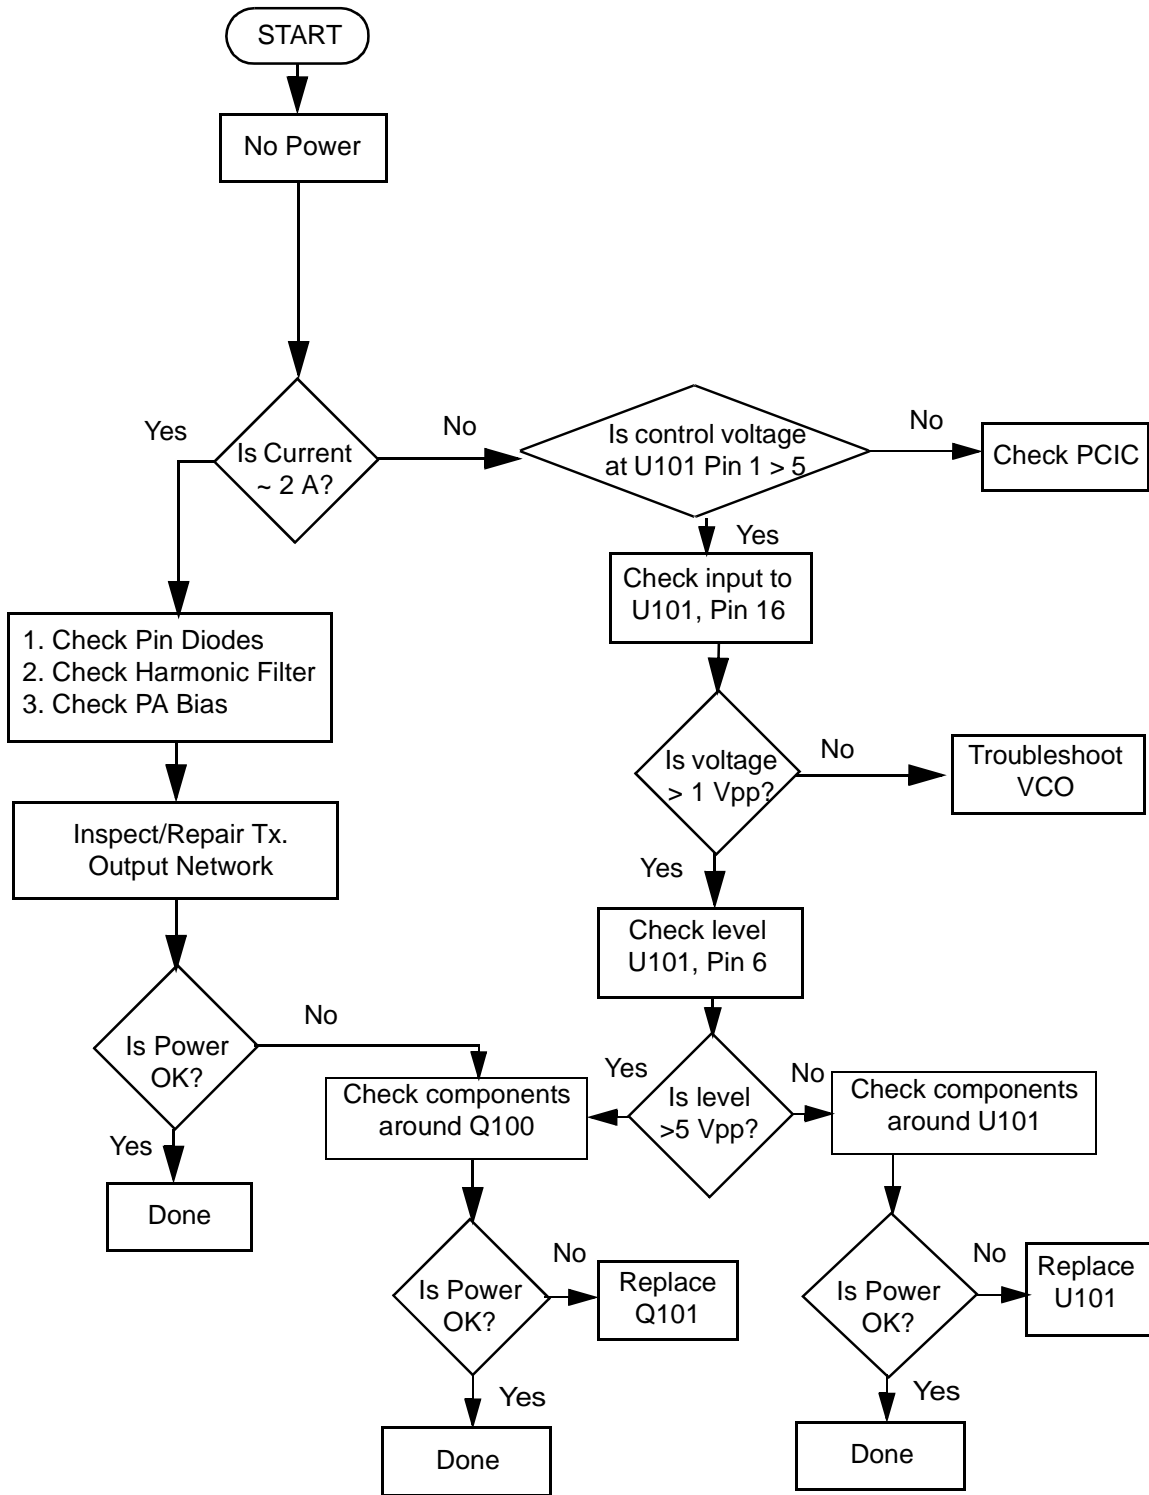 START
No Power
Yes
Is Current
~ 2 A?
No
Is control voltage
at U101 Pin 1 > 5
No
Check PCIC
Yes
Check input to
U101, Pin 16
1. Check Pin Diodes
2. Check Harmonic Filter
3. Check PA Bias
Is voltage
> 1 Vpp?
No
Troubleshoot
VCO
Inspect/Repair Tx.
Output Network
Yes
Check level
U101, Pin 6
Is Power
OK?
No
Yes
Done
Check components
around Q100
Yes
Is level
>5 Vpp?
No
Check components
around U101
Is Power
OK?
No
Replace
Q101
Yes
Done
Is Power
OK?
No
Replace
U101
Yes
Done